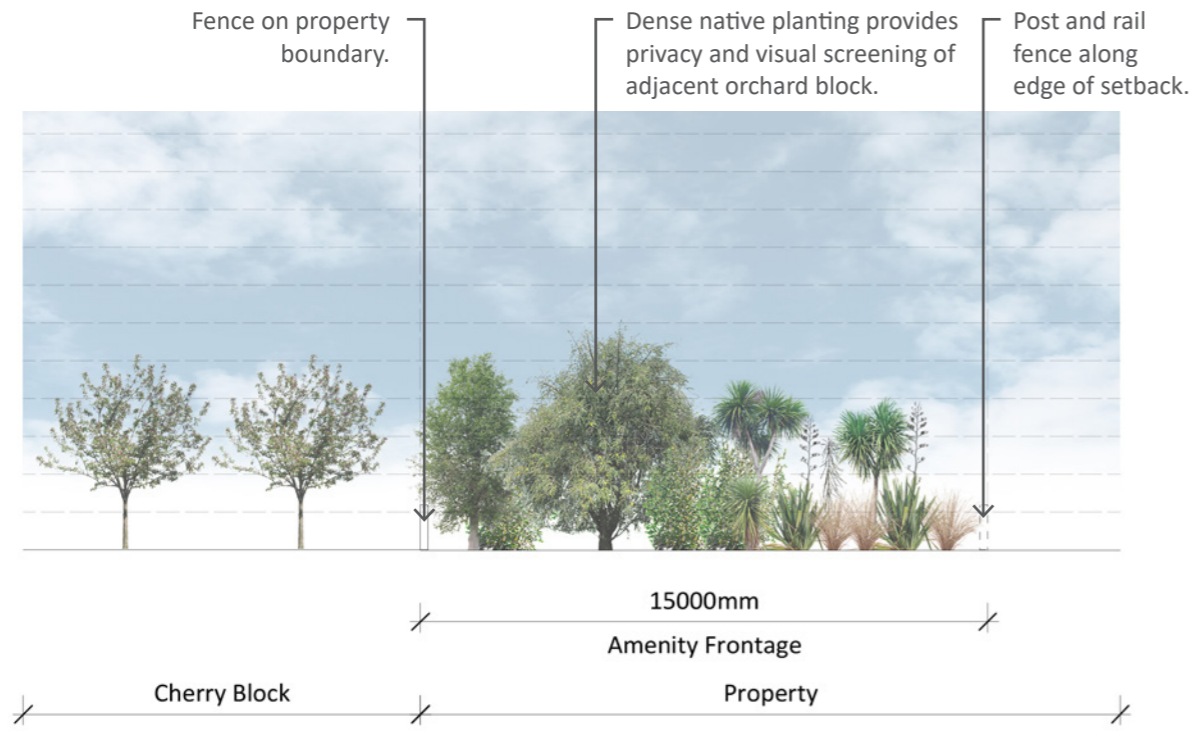 Fence on property
boundary.
Dense native planting provides
privacy and visual screening of
adjacent orchard block.
Post and rail
fence along
edge of setback.
15000mm
Amenity Frontage
Cherry Block
Property